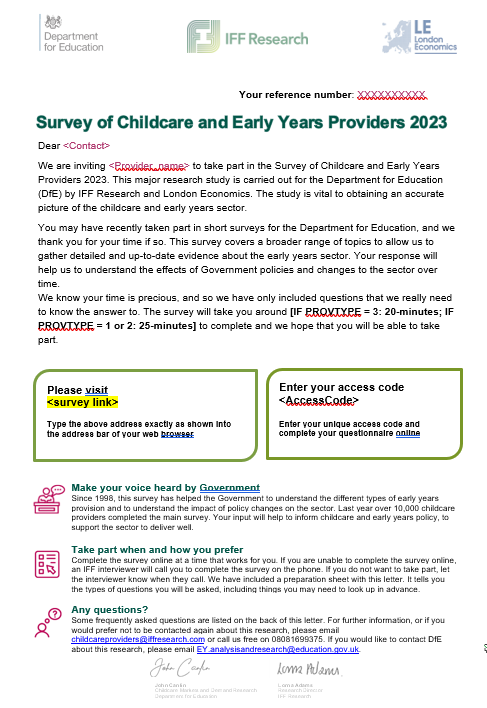 Department
for Education
IFF Research
LE
London
Economics
Your reference number: XXXXXXXXXX
Survey of Childcare and Early Years Providers 2023
Dear <Contact>
We are inviting <Provider_name> to take part in the Survey of Childcare and Early Years
Providers 2023. This major research study is carried out for the Department for Education
(DfE) by IFF Research and London Economics. The study is vital to obtaining an accurate
picture of the childcare and early years sector.
You may have recently taken part in short surveys for the Department for Education, and we
thank you for your time if so. This survey covers a broader range of topics to allow us to
gather detailed and up-to-date evidence about the early years sector. Your response will
help us to understand the effects of Government policies and changes to the sector over
time.
We know your time is precious, and so we have only included questions that we really need
to know the answer to. The survey will take you around [IF PROVTYPE = 3: 20-minutes; IF
PROVTYPE = 1 or 2: 25-minutes] to complete and we hope that you will be able to take
part.
Please visit
<survey link>
Type the above address exactly as shown into
the address bar of your web browser
Enter your access code
<AccessCode>
Enter your unique access code and
complete your questionnaire online
Make your voice heard by Government
Since 1998, this survey has helped the Government to understand the different types of early years
provision and to understand the impact of policy changes on the sector. Last year over 10,000 childcare
providers completed the main survey. Your input will help to inform childcare and early years policy, to
support the sector to deliver well.
Take part when and how you prefer
Complete the survey online at a time that works for you. If you are unable to complete the survey online,
an IFF interviewer will call you to complete the survey on the phone. If you do not want to take part, let
the interviewer know when they call. We have included a preparation sheet with this letter. It tells you
the types of questions you will be asked, including things you may need to look up in advance.
Any questions?
Some frequently asked questions are listed on the back of this letter. For further information, or if you
would prefer not to be contacted again about this research, please email
childcareproviders@iffresearch.com or call us free on 08081699375. If you would like to contact DfE
about this research, please email EY.analysisandresearch@education.gov.uk.
John Conlin
Lorna Adams
John Conlin
Childcare Markets and User and Research
Department for Education
Lorna Adams
Research Director
IFF Research